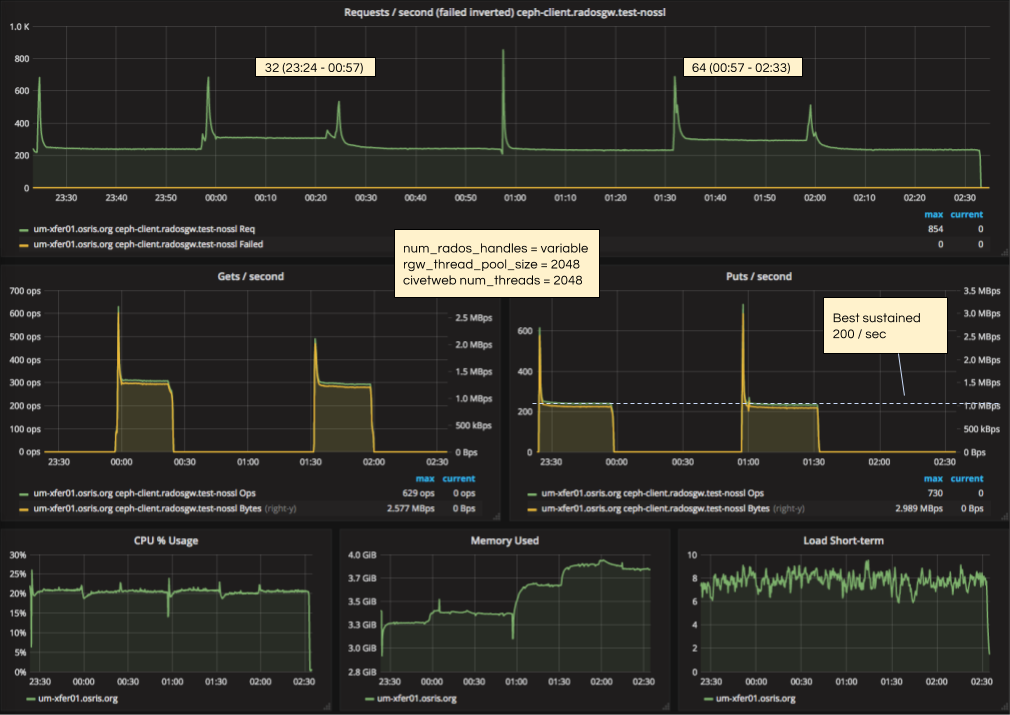 Requests / second (failed inverted) ceph-client.radosgw.test-nossl
1.0 K
800
600
400
200
0
32 (23:24 - 00:57)
64 (00:57 - 02:33)
23:30 23:40 23:50 00:00 00:10 00:20 00:30 00:40 00:50 01:00 01:10 01:20 01:30 01:40 01:50 02:00 02:10 02:20 02:30
max current
um-xfer01.osris.org ceph-client.radosgw.test-nossl Req 854 0
um-xfer01.osris.org ceph-client.radosgw.test-nossl Failed 0 0
num_rados_handles = variable
rgw_thread_pool_size = 2048
civetweb num_threads = 2048
Gets / second
700 ops
600 ops
500 ops
400 ops
300 ops
200 ops
100 ops
0 ops
2.5 MBps
2.0 MBps
1.5 MBps
1.0 MBps
500 kBps
0 Bps
23:30 00:00 00:30 01:00 01:30 02:00 02:30
max current
um-xfer01.osris.org ceph-client.radosgw.test-nossl Ops 629 ops 0 ops
um-xfer01.osris.org ceph-client.radosgw.test-nossl Bytes (right-y) 2.577 MBps 0 Bps
Puts / second
600
400
200
0
3.5 MBps
3.0 MBps
2.5 MBps
2.0 MBps
1.5 MBps
1.0 MBps
500 kBps
0 Bps
Best sustained
200 / sec
23:30 00:00 00:30 01:00 01:30 02:00 02:30
max current
um-xfer01.osris.org ceph-client.radosgw.test-nossl Ops 730 0
um-xfer01.osris.org ceph-client.radosgw.test-nossl Bytes (right-y) 2.989 MBps 0 Bps
CPU % Usage
30%
25%
20%
15%
10%
5%
0%
23:30 00:00 00:30 01:00 01:30 02:00 02:30
um-xfer01.osris.org
Memory Used
4.0 GiB
3.7 GiB
3.5 GiB
3.3 GiB
3.0 GiB
2.8 GiB
23:30 00:00 00:30 01:00 01:30 02:00 02:30
um-xfer01.osris.org
Load Short-term
10
8
6
4
2
0
23:30 00:00 00:30 01:00 01:30 02:00 02:30
um-xfer01.osris.org